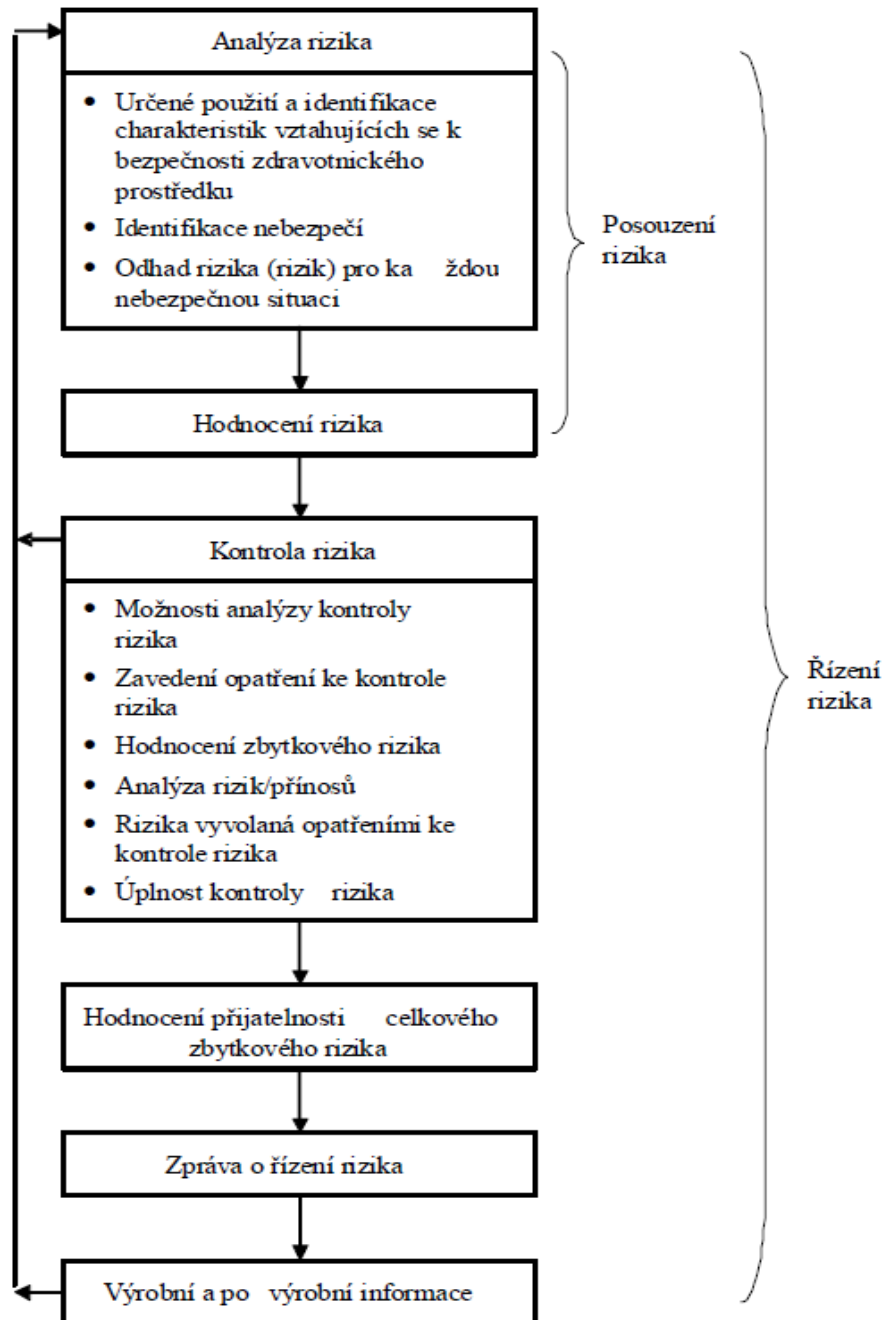 Analýza rizika
• Určené použití a identifikace
charakteristik vztahujících se k
bezpečnosti zdravotnického
prostředku
• Identifikace nebezpečí
• Odhad rizika (rizik) pro ka ždou
nebezpečnou situaci
Posouzení
rizika
Hodnocení rizika
Kontrola rizika
• Možnosti analýzy kontroly
rizika
• Zavedení opatření ke kontrole
rizika
• Hodnocení zbytkového rizika
• Analýza rizik/přínosů
• Rizika vyvolaná opatřeními ke
kontrole rizika
• Úplnost kontroly rizika
Řízení
rizika
Hodnocení přijatelnosti celkového
zbytkového rizika
Zpráva o řízení rizika
Výrobní a po výrobní informace